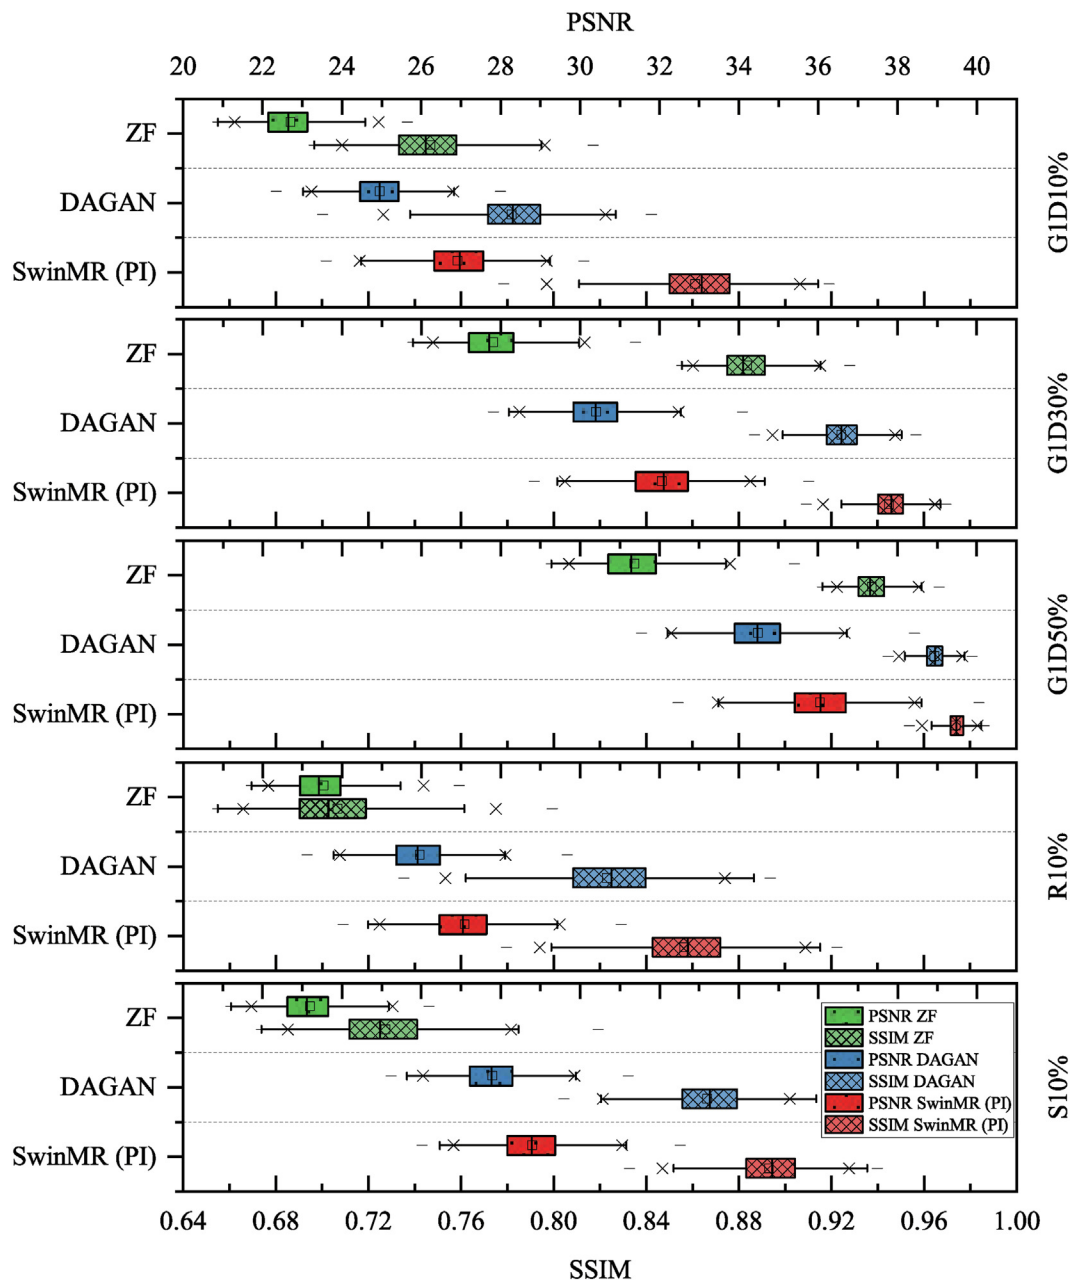 PSNR
20 22 24 26 28 30 32 34 36 38 40
ZF
DAGAN
SwinMR (PI)
G1D10%
ZF
DAGAN
SwinMR (PI)
G1D30%
ZF
DAGAN
SwinMR (PI)
G1D50%
ZF
DAGAN
SwinMR (PI)
R10%
ZF
DAGAN
SwinMR (PI)
S10%
PSNR ZF
SSIM ZF
PSNR DAGAN
SSIM DAGAN
PSNR SwinMR (PI)
SSIM SwinMR (PI)
0.64 0.68 0.72 0.76 0.80 0.84 0.88 0.92 0.96 1.00
SSIM